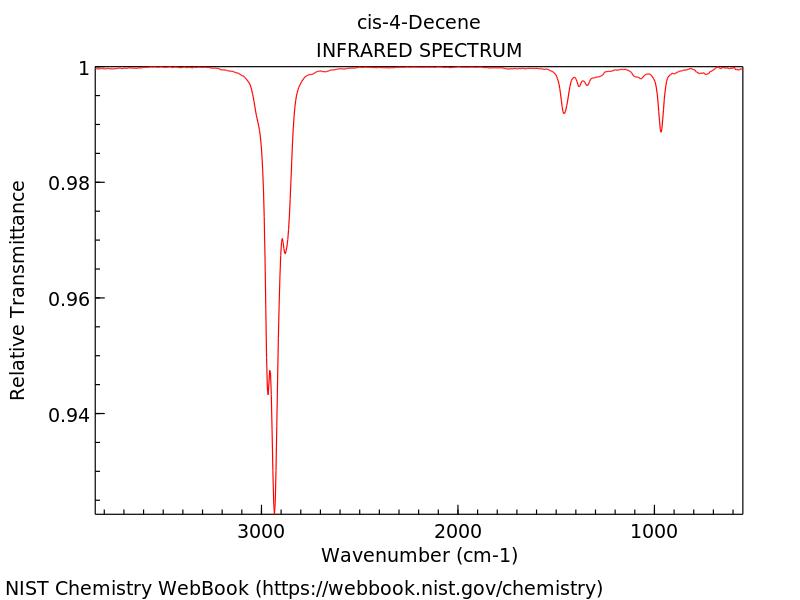 cis-4-Decene
INFRARED SPECTRUM
1
0.98
0.96
0.94
Relative Transmittance
3000 2000 1000
Wavenumber (cm-1)
NIST Chemistry WebBook (https://webbook.nist.gov/chemistry)